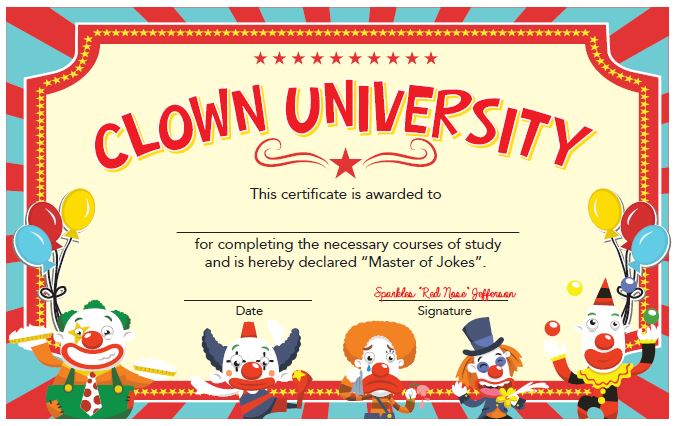 CLOWN UNIVERSITY
This certificate is awarded to
for completing the necessary courses of study
and is hereby declared “Master of Jokes”.
Sparkles "Red Nose" Jefferson
Date Signature